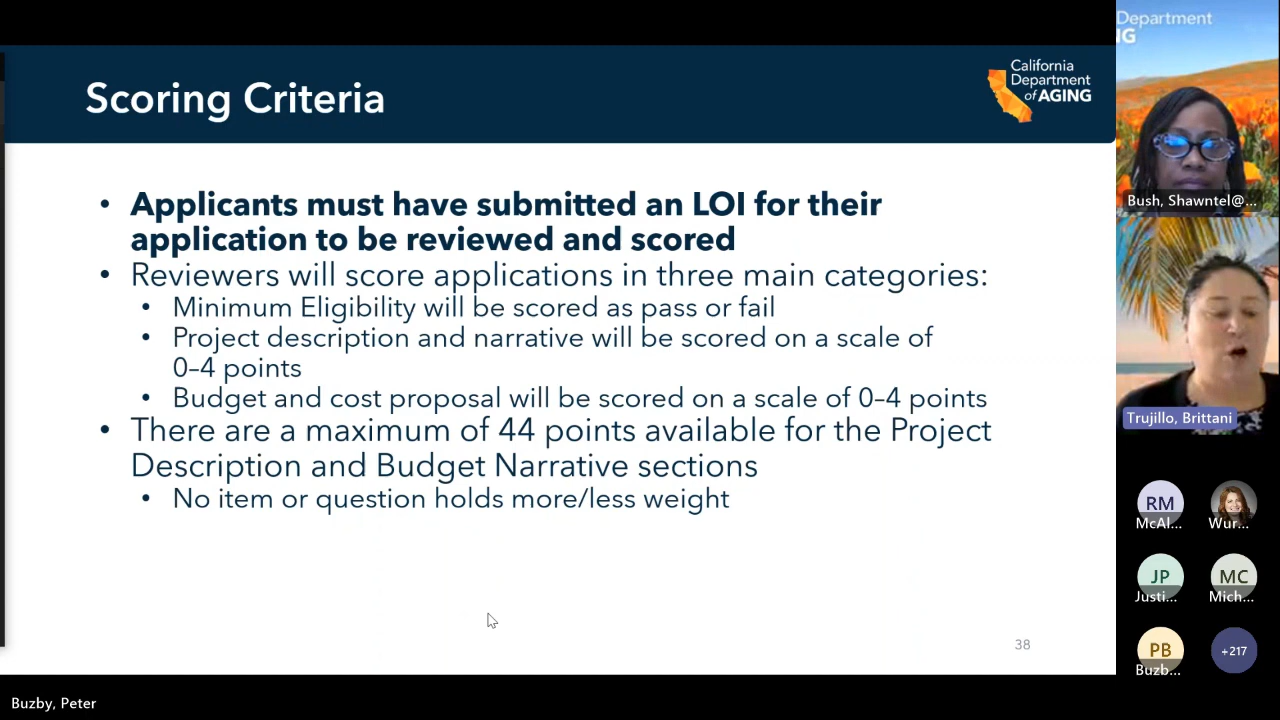 Scoring Criteria
California
Department
of AGING
• Applicants must have submitted an LOI for their
application to be reviewed and scored
• Reviewers will score applications in three main categories:
• Minimum Eligibility will be scored as pass or fail
• Project description and narrative will be scored on a scale of
0–4 points
• Budget and cost proposal will be scored on a scale of 0–4 points
• There are a maximum of 44 points available for the Project
Description and Budget Narrative sections
• No item or question holds more/less weight
38
Buzby, Peter
Department
NG
Bush, Shawntel@...
Trujillo, Brittani
RM
McAl...
Wur...
JP
Justi...
MC
Mich...
PB
Buzb...
+217